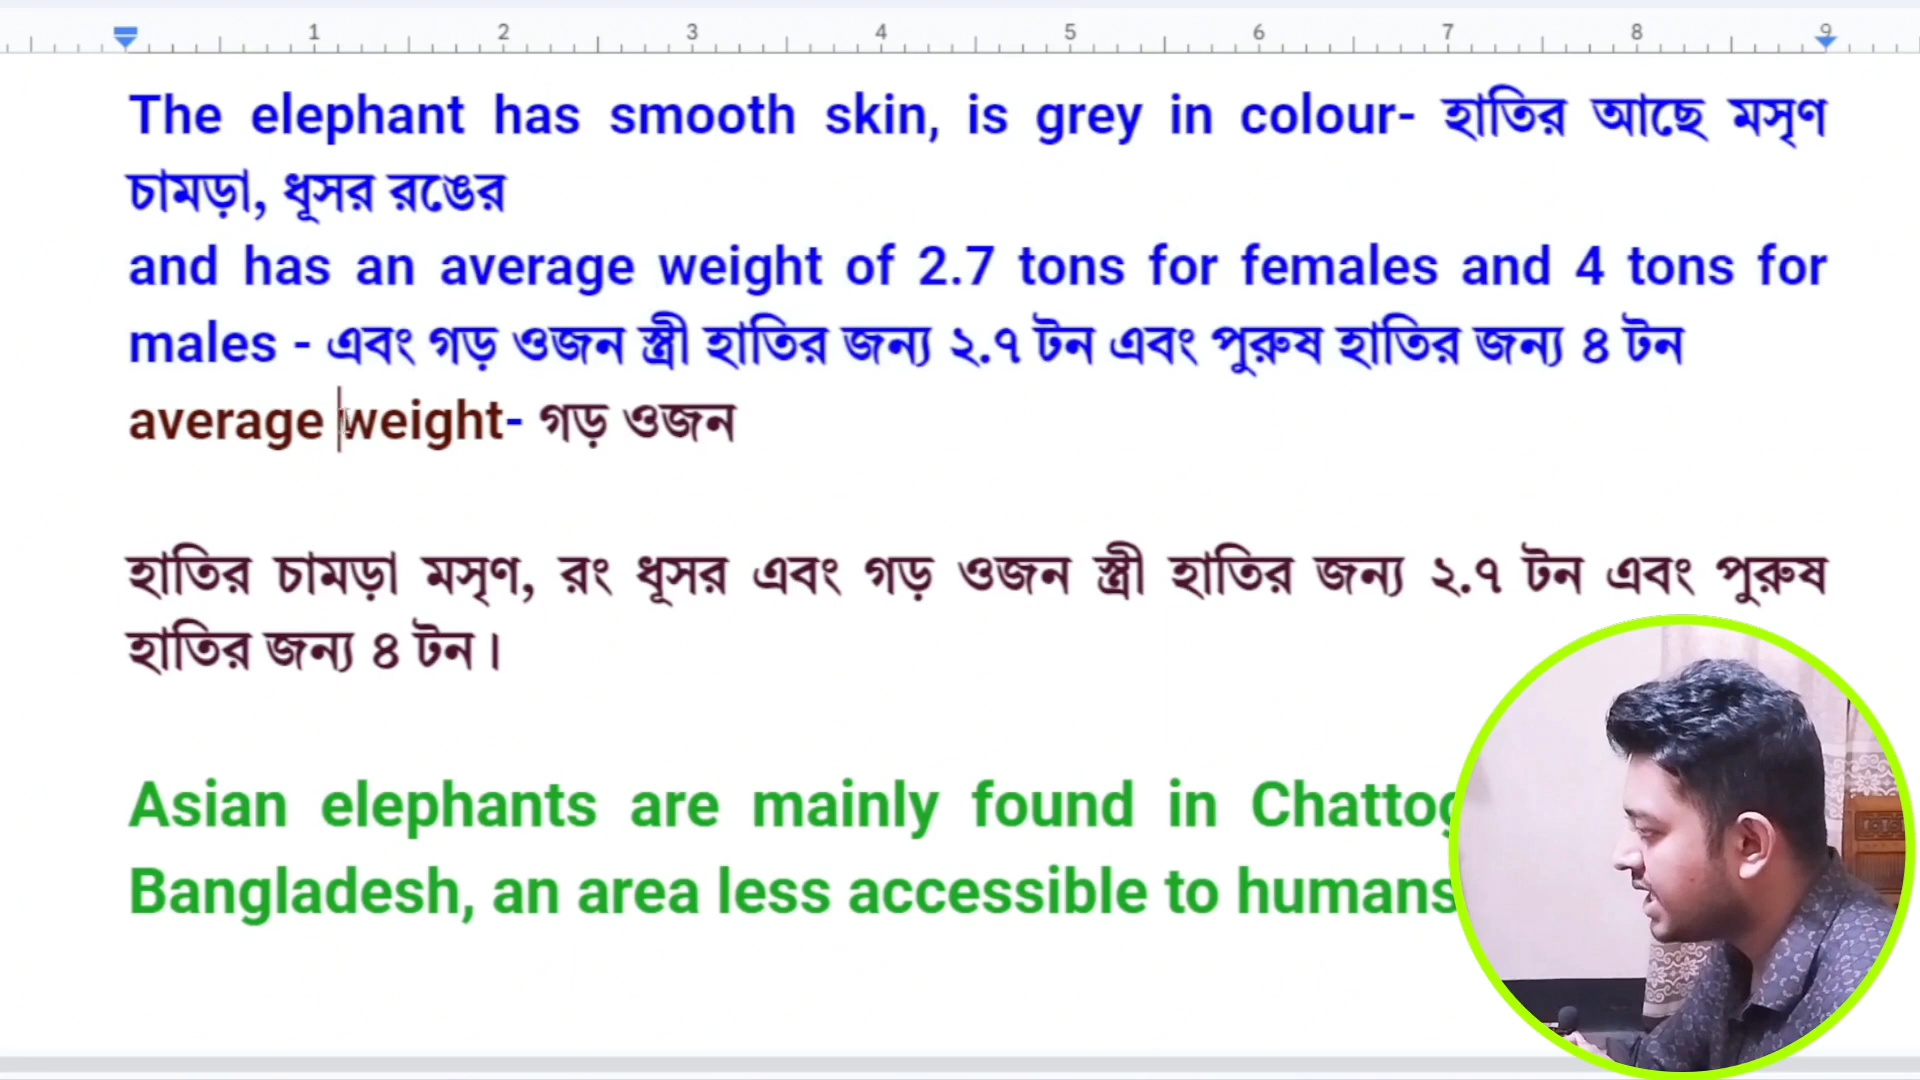 1 2 3 4 5 6 7 8 9
The elephant has smooth skin, is grey in colour- হাতির আছে মসৃণ
চামড়া, ধূসর রঙের
and has an average weight of 2.7 tons for females and 4 tons for
males - এবং গড় ওজন স্ত্রী হাতির জন্য ২.৭ টন এবং পুরুষ হাতির জন্য ৪ টন
average weight- গড় ওজন
হাতির চামড়া মসৃণ, রং ধূসর এবং গড় ওজন স্ত্রী হাতির জন্য ২.৭ টন এবং পুরুষ
হাতির জন্য ৪ টন।
Asian elephants are mainly found in
Bangladesh, an area less accessible to humans